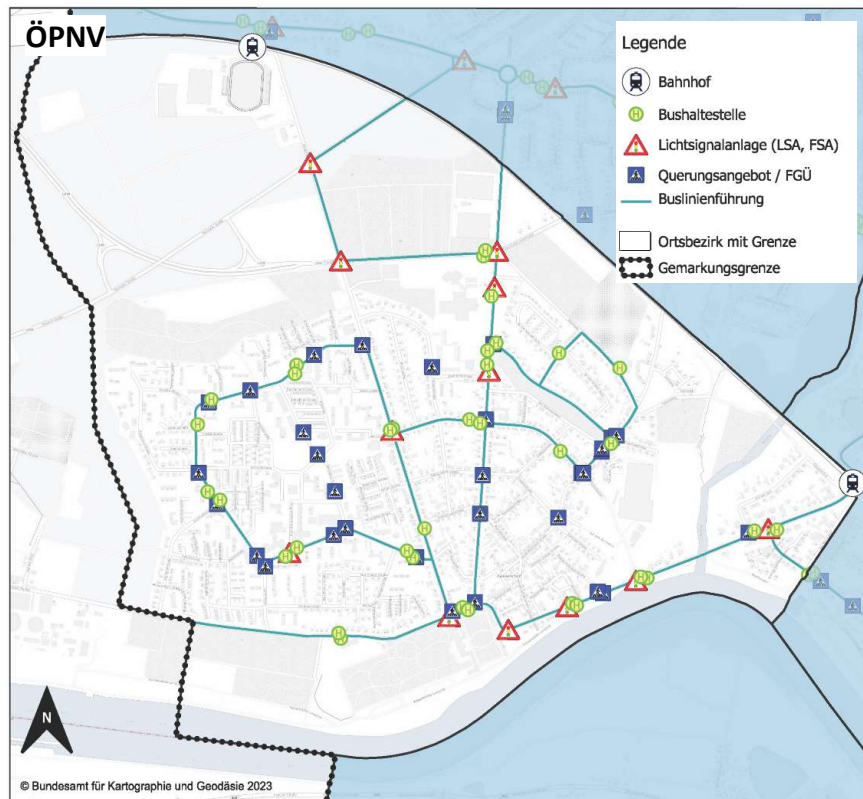 ÖPNV
Legende
Bahnhof
Bushaltestelle
Lichtsignalanlage (LSA, FSA)
Querungsangebot / FGÜ
Buslinienführung
Ortsbezirk mit Grenze
Gemarkungsgrenze
N
© Bundesamt für Kartographie und Geodäsie 2023